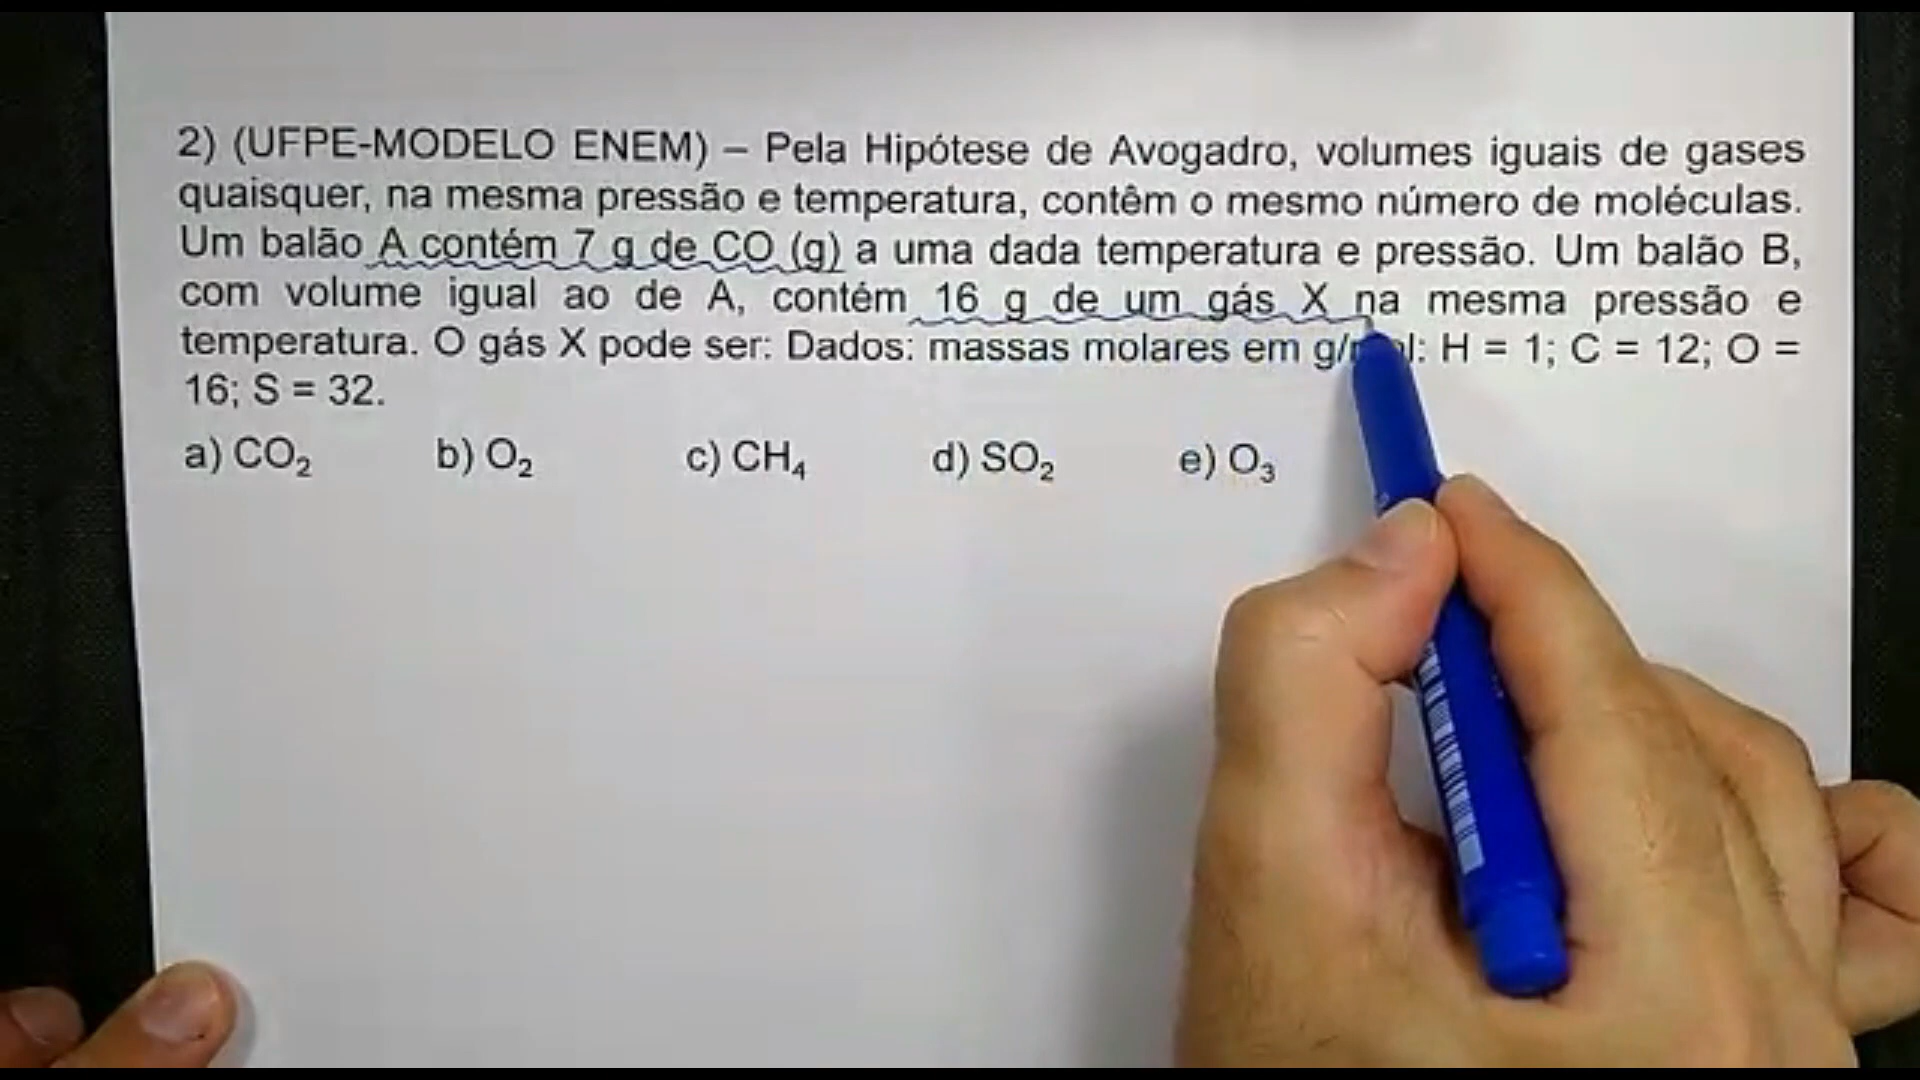 2) (UFPE-MODELO ENEM) – Pela Hipótese de Avogadro, volumes iguais de gases
quaisquer, na mesma pressão e temperatura, contêm o mesmo número de moléculas.
Um balão A contém 7 g de CO (g) a uma dada temperatura e pressão. Um balão B,
com volume igual ao de A, contém 16 g de um gás X na mesma pressão e
temperatura. O gás X pode ser: Dados: massas molares em : H = 1; C = 12; O =
16; S = 32.
a) CO₂ b) O₂ c) CH₄ d) SO₂ e) O₃